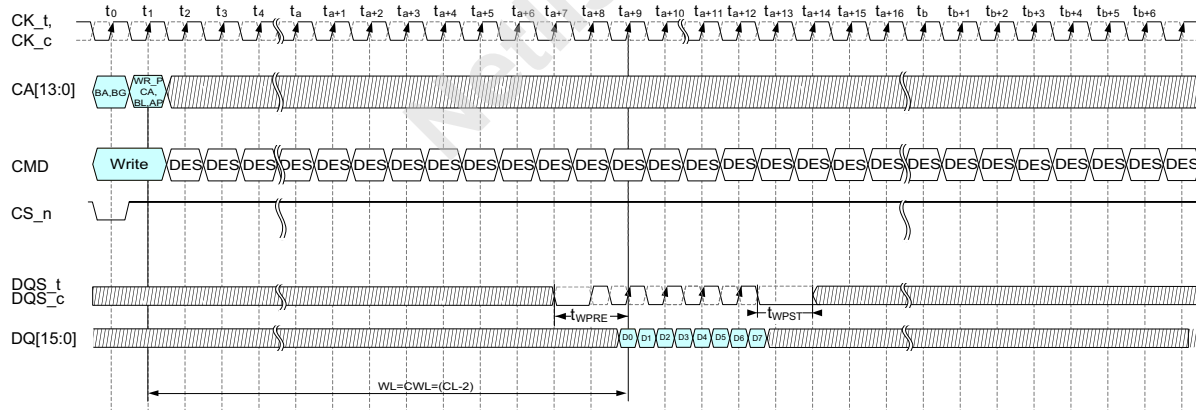 t0 t1 t2 t3 t4 ta ta+1 ta+2 ta+3 ta+4 ta+5 ta+6 ta+7 ta+8 ta+9 ta+10 ta+11 ta+12 ta+13 ta+14 ta+15 ta+16 tb tb+1 tb+2 tb+3 tb+4 tb+5 tb+6
CK_t,
CK_c
CA[13:0]
BA,BG
WR_P
CA,
BL,AP
CMD
Write DES DES DES DES DES DES DES DES DES DES DES DES DES DES DES DES DES DES DES DES DES DES DES DES DES DES DES DES
CS_n
DQS_t
DQS_c
tWPRE
tWPST
DQ[15:0]
D0 D1 D2 D3 D4 D5 D6 D7
WL=CWL=(CL-2)